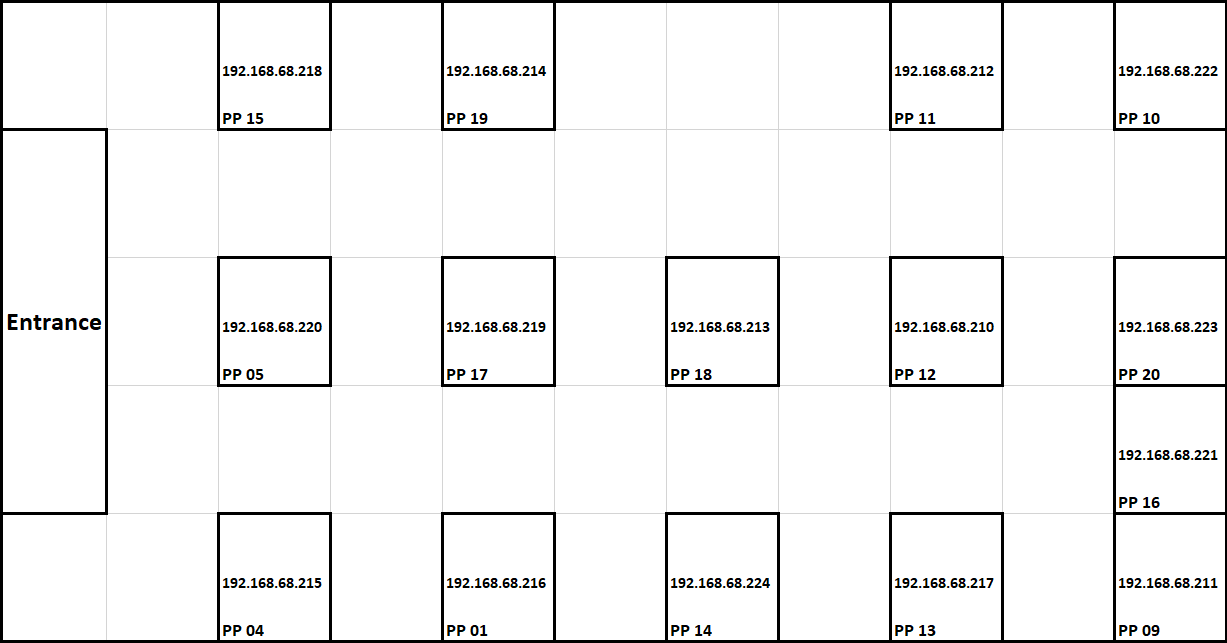 192.168.68.218
PP 15
192.168.68.214
PP 19
192.168.68.212
PP 11
192.168.68.222
PP 10
Entrance
192.168.68.220
PP 05
192.168.68.219
PP 17
192.168.68.213
PP 18
192.168.68.210
PP 12
192.168.68.223
PP 20
192.168.68.221
PP 16
192.168.68.215
PP 04
192.168.68.216
PP 01
192.168.68.224
PP 14
192.168.68.217
PP 13
192.168.68.211
PP 09